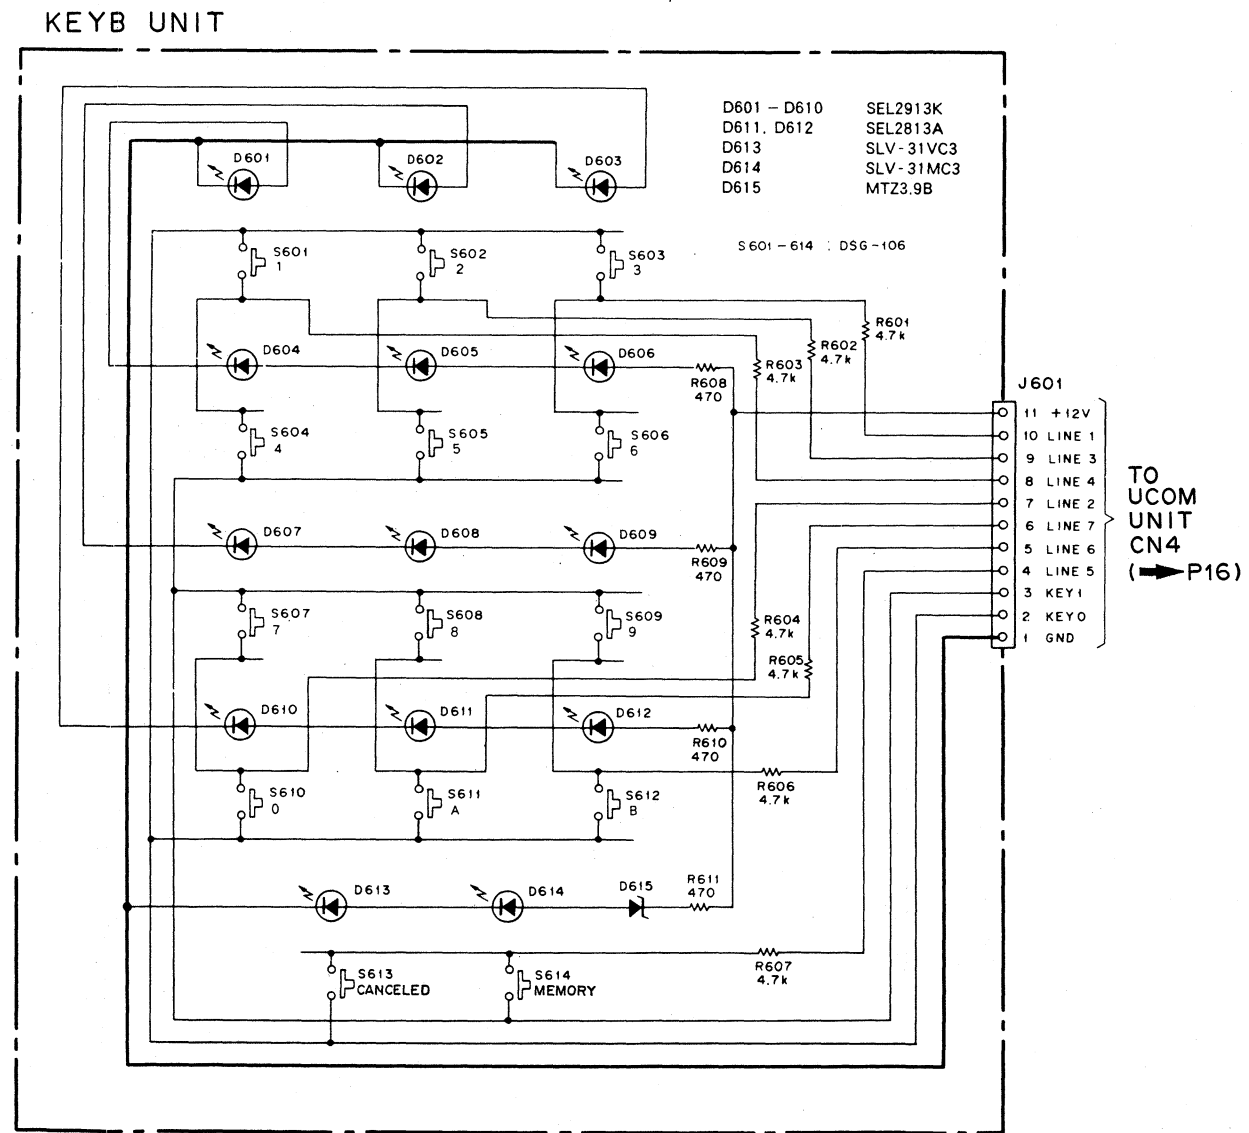 KEYB UNIT
D601 – D610 SEL2913K
D611, D612 SEL2813A
D613 SLV-31VC3
D614 SLV-31MC3
D615 MTZ3.9B
S601-614 : DSG-106
D601
D602
D603
S601
1
S602
2
S603
3
R601
4.7k
R602
4.7k
R603
4.7k
D604
D605
D606
R608
470
J601
11 +12V
10 LINE 1
9 LINE 3
8 LINE 4
7 LINE 2
6 LINE 7
5 LINE 6
4 LINE 5
3 KEY1
2 KEY0
1 GND
TO
UCOM
UNIT
CN4
(➡P16)
S604
4
S605
5
S606
6
D607
D608
D609
R609
470
S607
7
S608
8
S609
9
R604
4.7k
R605
4.7k
D610
D611
D612
R610
470
S610
0
S611
A
S612
B
R606
4.7k
D613
D614
D615
R611
470
S613
CANCELED
S614
MEMORY
R607
4.7k